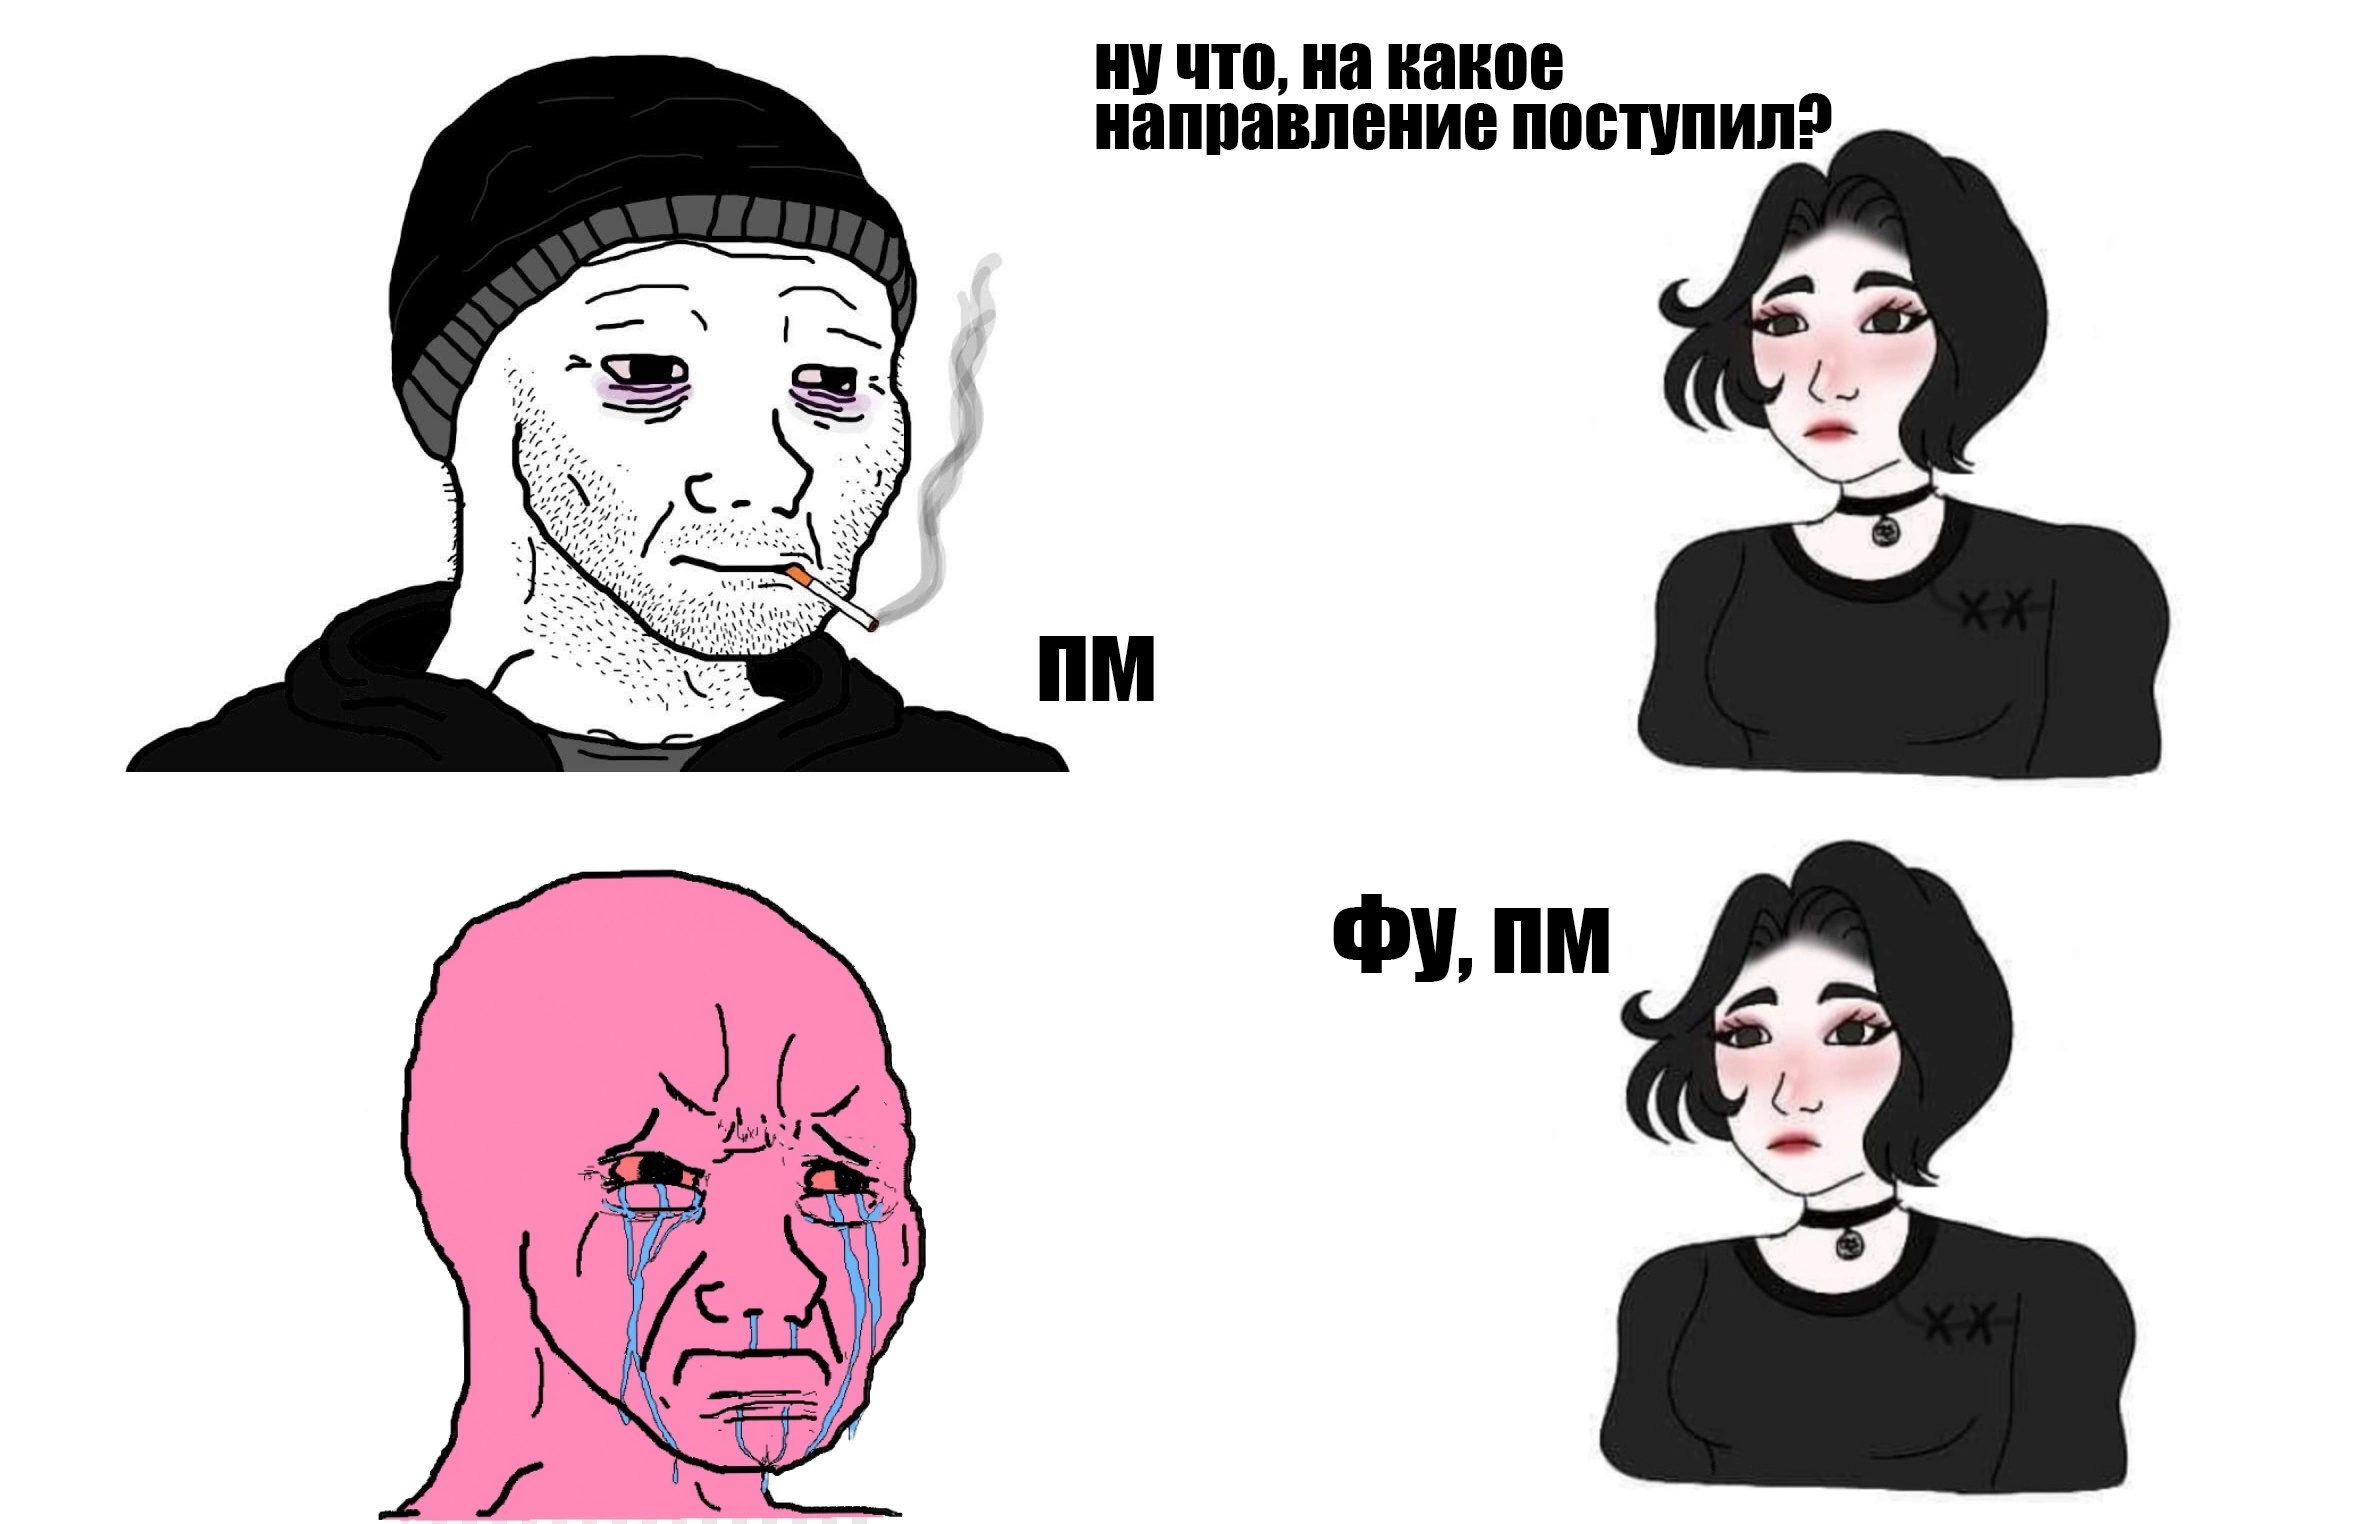 ну что, на какое
направление поступил?
ПМ
Фу, ПМ